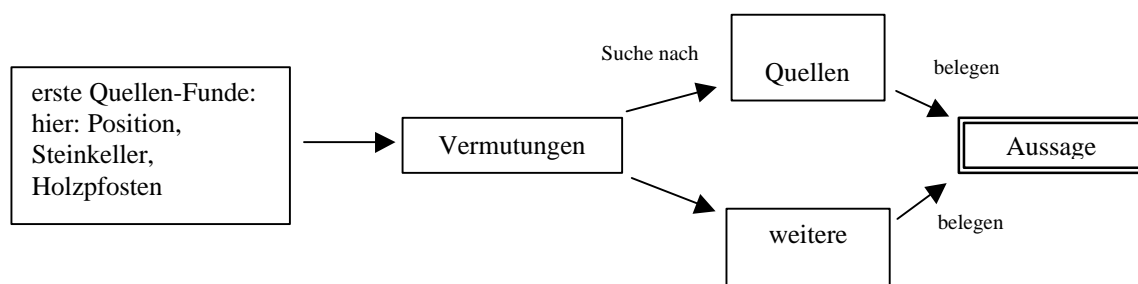 erste Quellen-Funde:
hier: Position,
Steinkeller,
Holzpfosten
Vermutungen
Suche nach
Quellen
belegen
weitere
belegen
Aussage